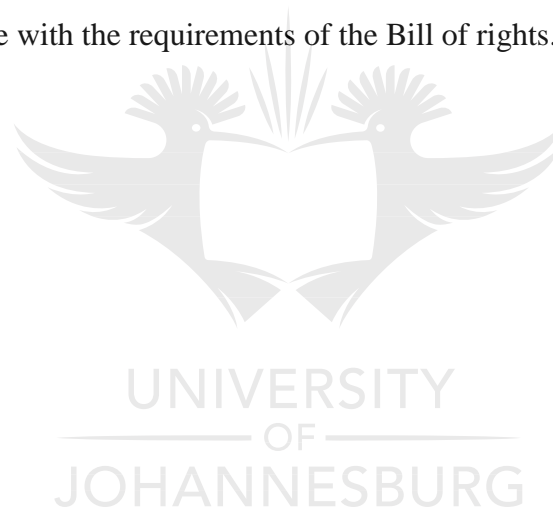 e with the requirements of the Bill of rights.
UNIVERSITY
OF
JOHANNESBURG